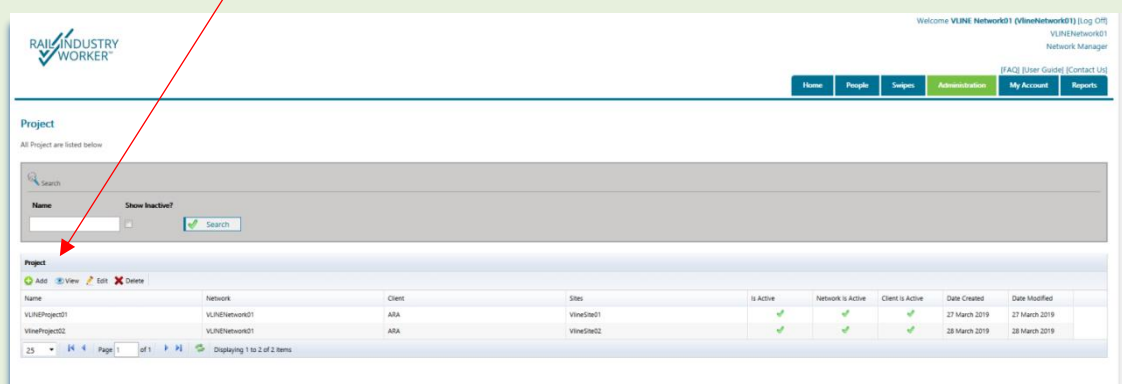 Welcome VLINE Network01 (VlineNetwork01) [Log Off]
VLINENetwork01
Network Manager
RAIL INDUSTRY
WORKER™
[FAQ] [User Guide] [Contact Us]
Home People Swipes Administration My Account Reports
Project
All Project are listed below
Search
Name Show Inactive?
Search
Project
Add View Edit Delete
Name Network Client Sites Is Active Network Is Active Client Is Active Date Created Date Modified
VLINEProject01 VLINENetwork01 ARA VlineSite01 27 March 2019 27 March 2019
VlineProject02 VLINENetwork01 ARA VlineSite02 28 March 2019 28 March 2019
25 Page 1 of 1 Displaying 1 to 2 of 2 items